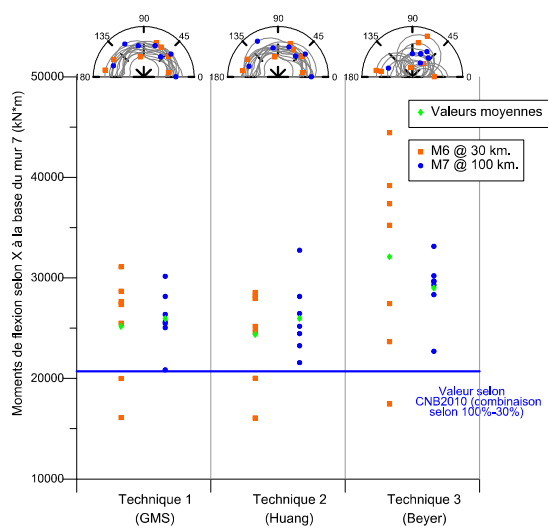 90
90
90
135
45
135
45
135
45
180
0
180
0
180
0
50000
40000
30000
20000
10000
Moments de flexion selon X à la base du mur 7 (kN*m)
Valeurs moyennes
M6 @ 30 km.
M7 @ 100 km.
Valeur selon
CNB2010 (combinaison
selon 100%-30%)
Technique 1
(GMS)
Technique 2
(Huang)
Technique 3
(Beyer)